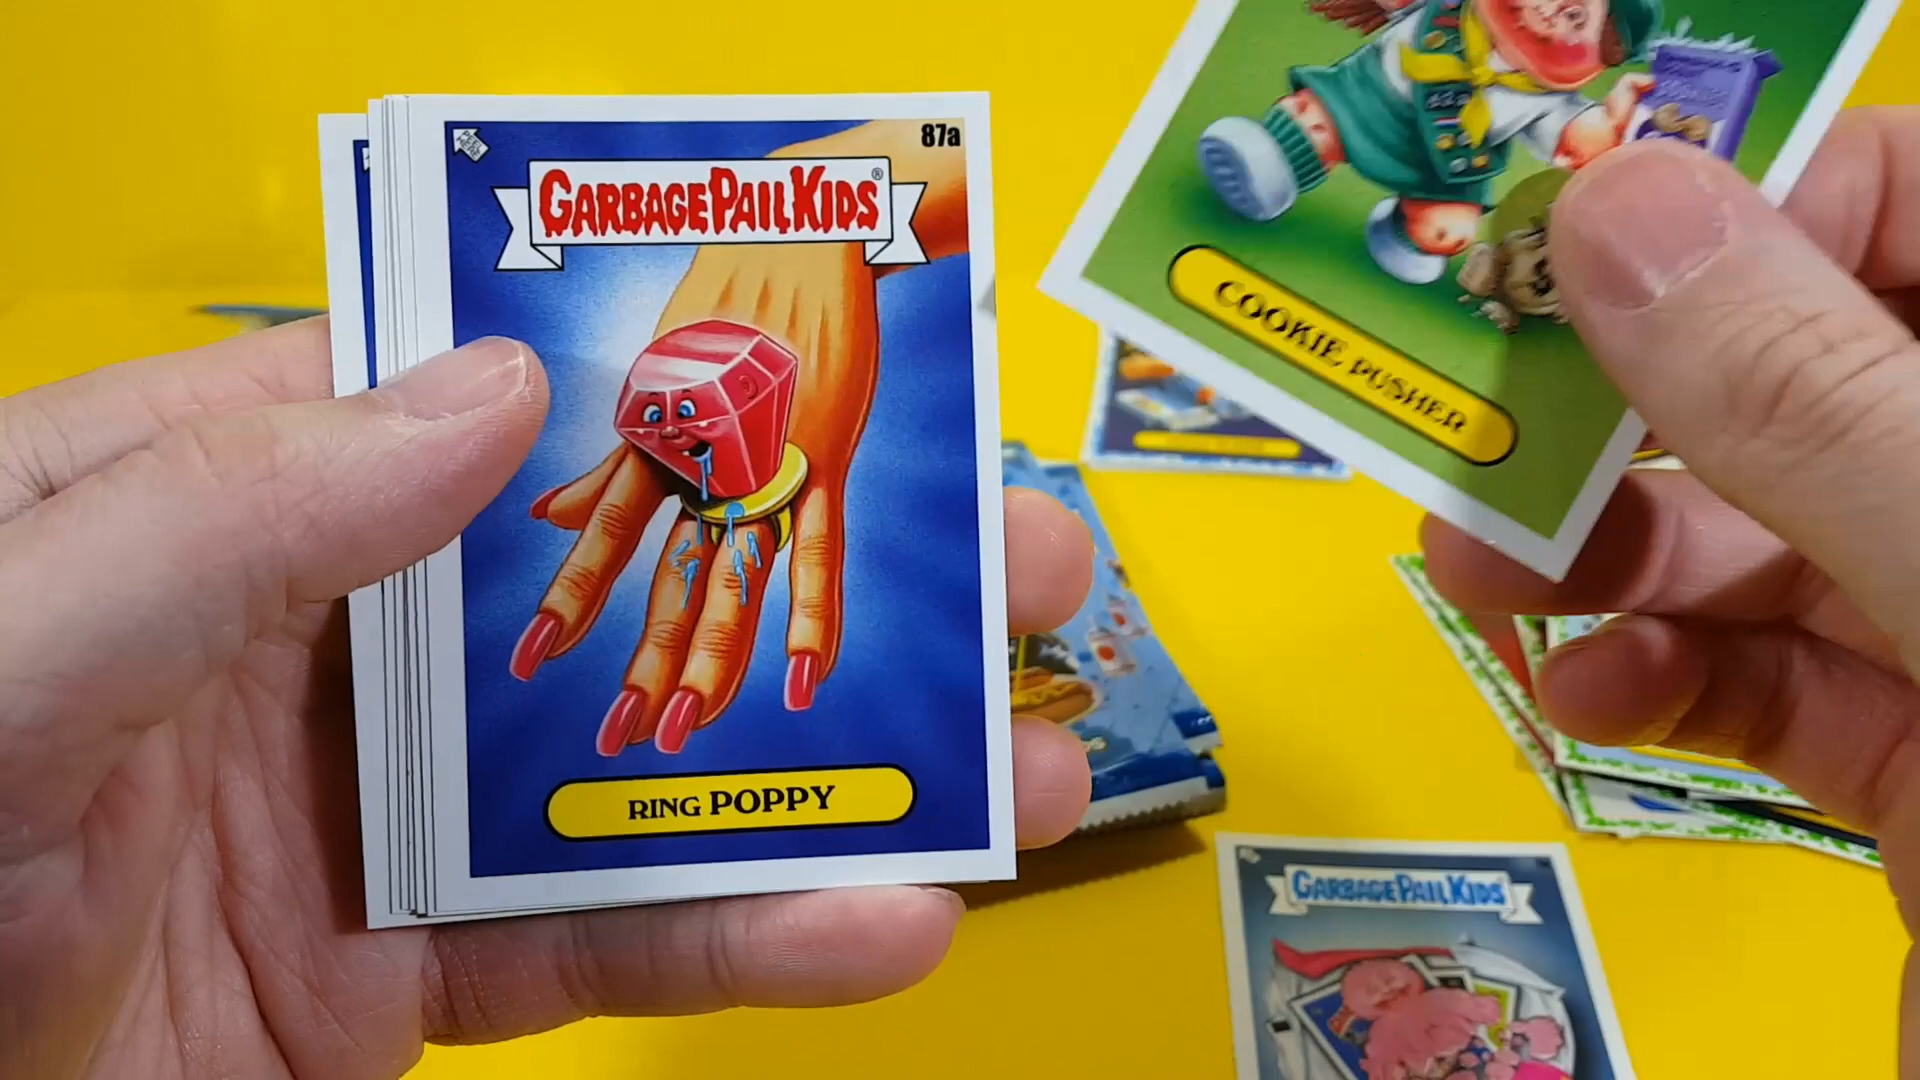 87a
GARBAGE PAIL KIDS®
RING POPPY
COOKIE PUSHER
GARBAGE PAIL KIDS